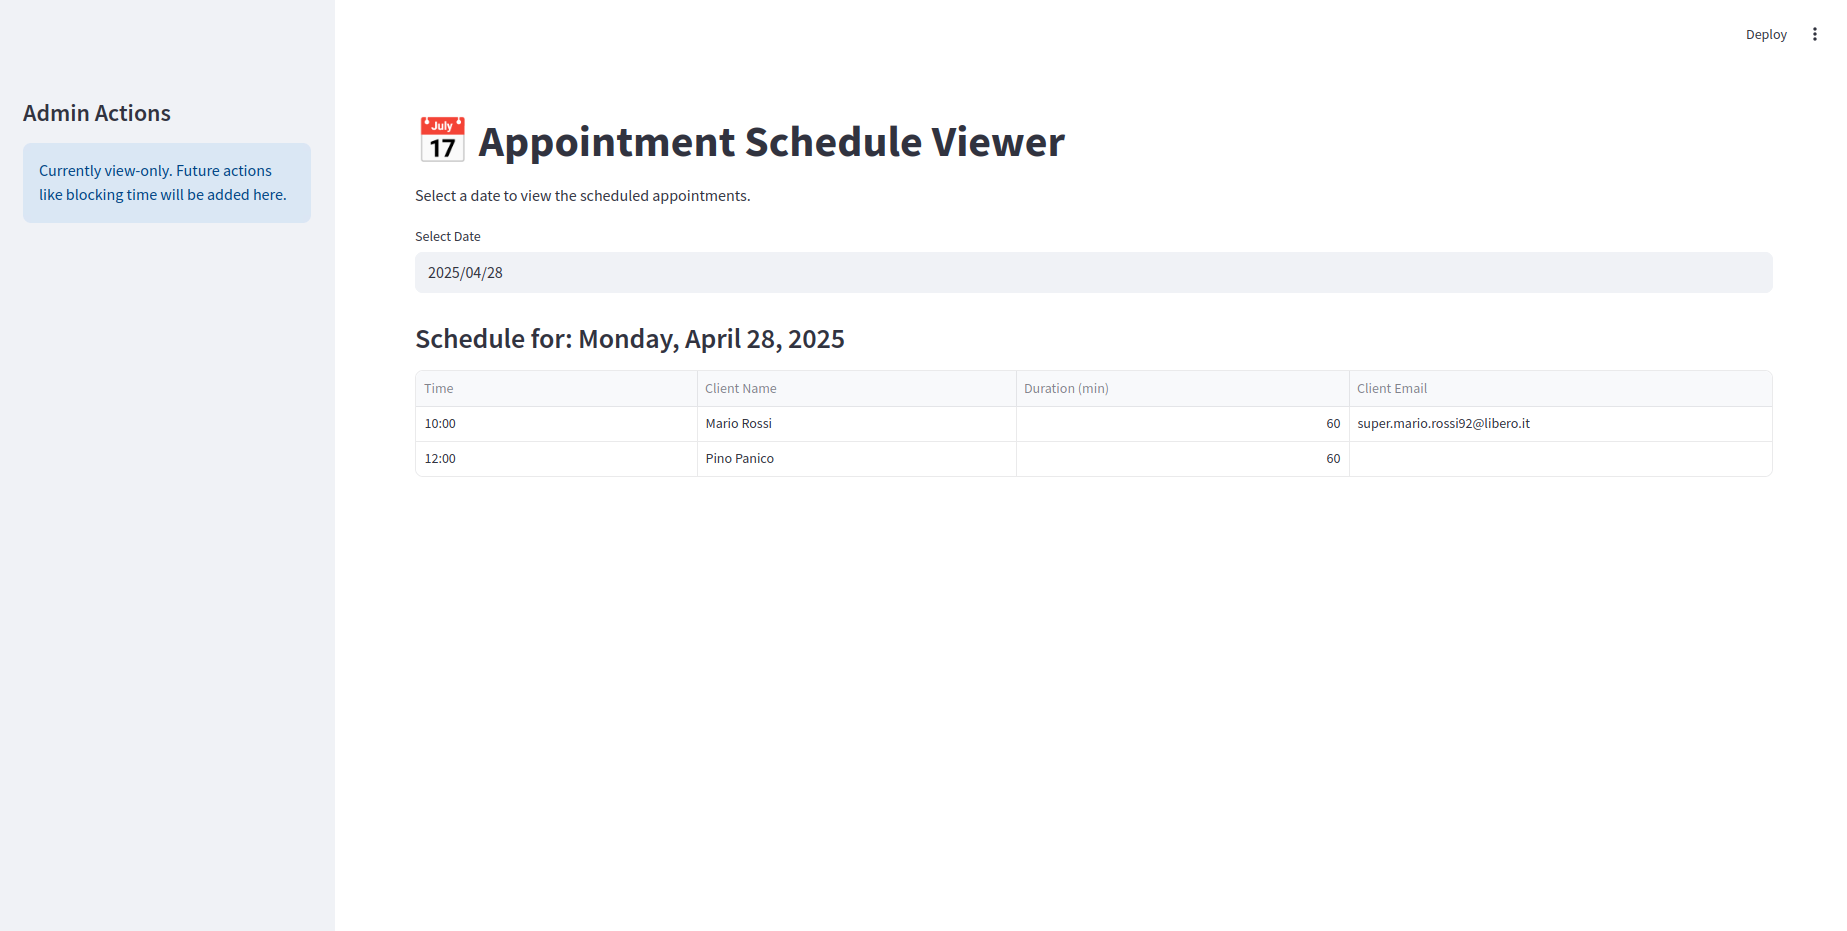 Deploy
Admin Actions
Currently view-only. Future actions
like blocking time will be added here.
July
17
Appointment Schedule Viewer
Select a date to view the scheduled appointments.
Select Date
2025/04/28
Schedule for: Monday, April 28, 2025
Time Client Name Duration (min) Client Email
10:00 Mario Rossi 60 super.mario.rossi92@libero.it
12:00 Pino Panico 60